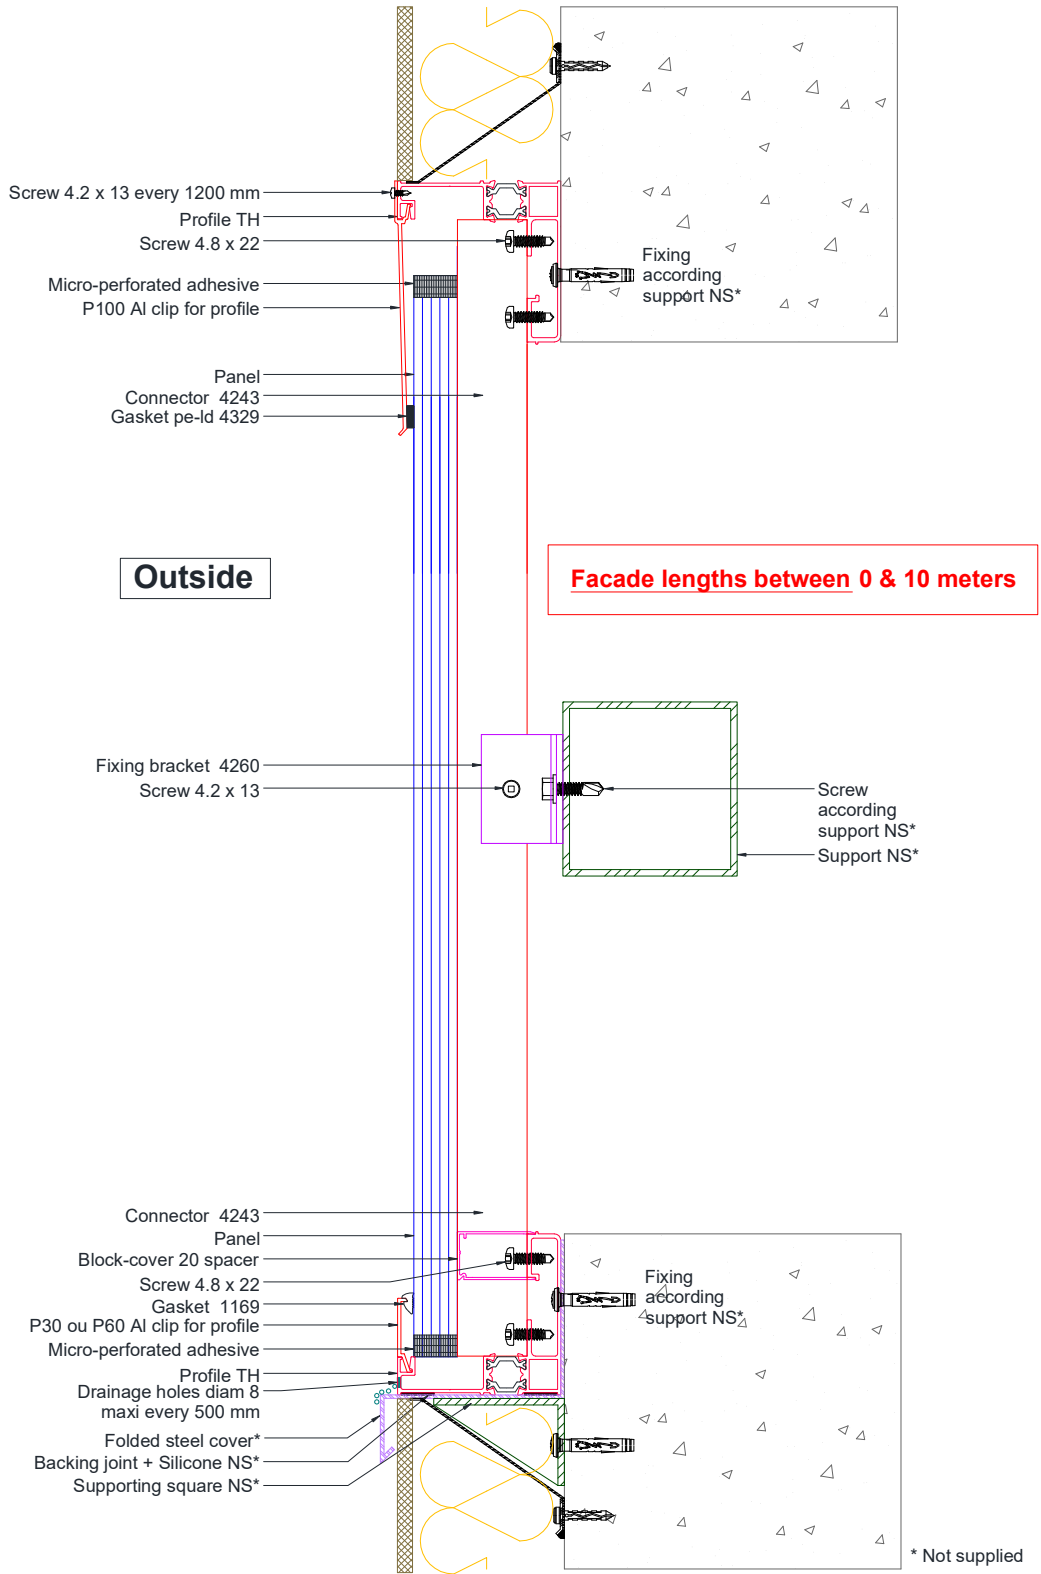 Screw 4.2 x 13 every 1200 mm
Profile TH
Screw 4.8 x 22
Micro-perforated adhesive
P100 Al clip for profile
Panel
Connector 4243
Gasket pe-ld 4329
Fixing
according
support NS*
Outside
Facade lengths between 0 & 10 meters
Fixing bracket 4260
Screw 4.2 x 13
Screw
according
support NS*
Support NS*
Connector 4243
Panel
Block-cover 20 spacer
Screw 4.8 x 22
Gasket 1169
P30 ou P60 Al clip for profile
Micro-perforated adhesive
Profile TH
Drainage holes diam 8
maxi every 500 mm
Folded steel cover*
Backing joint + Silicone NS*
Supporting square NS*
Fixing
according
support NS*
* Not supplied